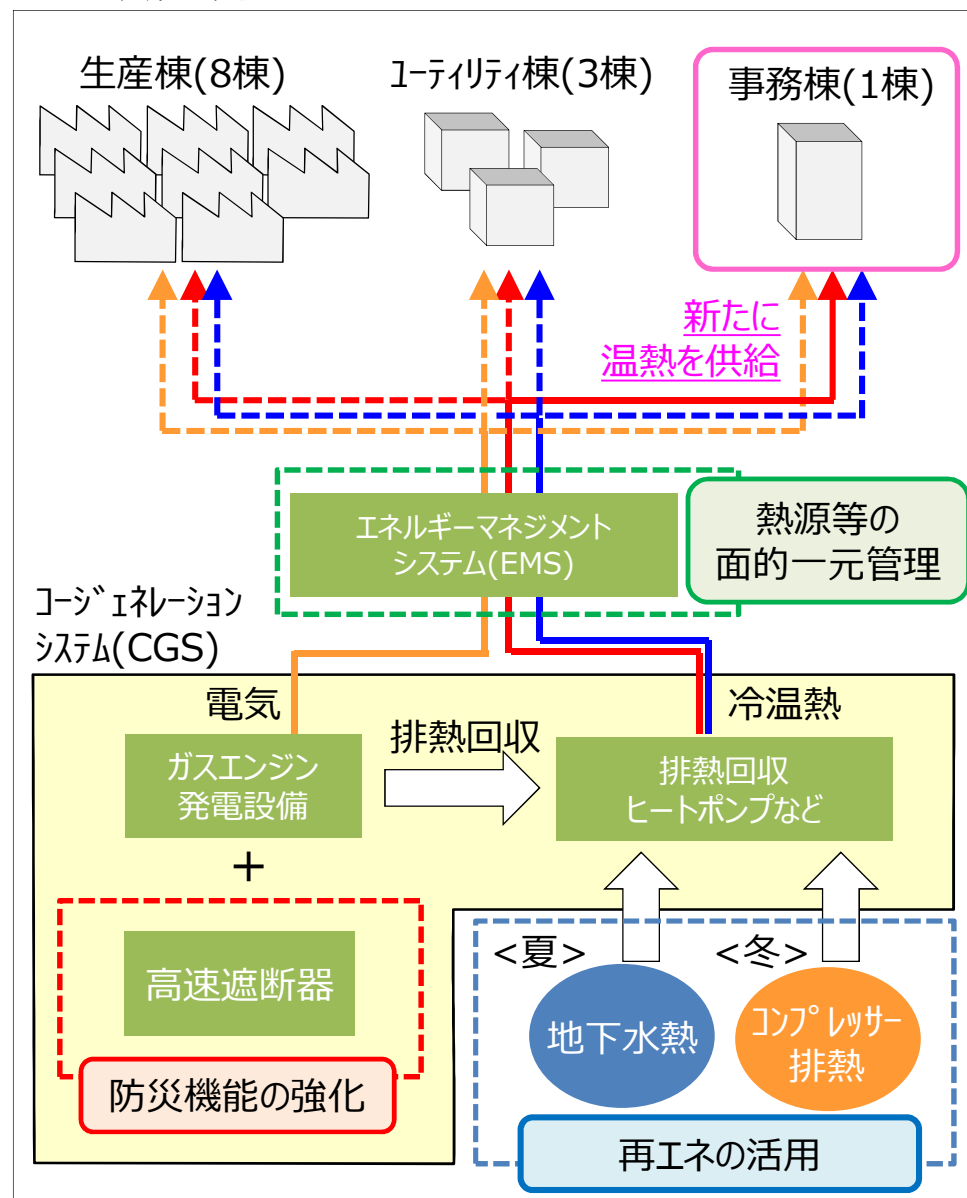 生産棟(8棟)
ﾕｰﾃｨﾘﾃｨ棟(3棟)
事務棟(1棟)
新たに
温熱を供給
エネルギーマネジメント
システム(EMS)
熱源等の
面的一元管理
ｺｰｼﾞｪﾈﾚｰｼｮﾝ
ｼｽﾃﾑ(CGS)
電気
排熱回収
冷温熱
ガスエンジン
発電設備
排熱回収
ヒートポンプなど
＋
高速遮断器
防災機能の強化
<夏>
<冬>
地下水熱
ｺﾝﾌﾟﾚｯｻｰ
排熱
再エネの活用